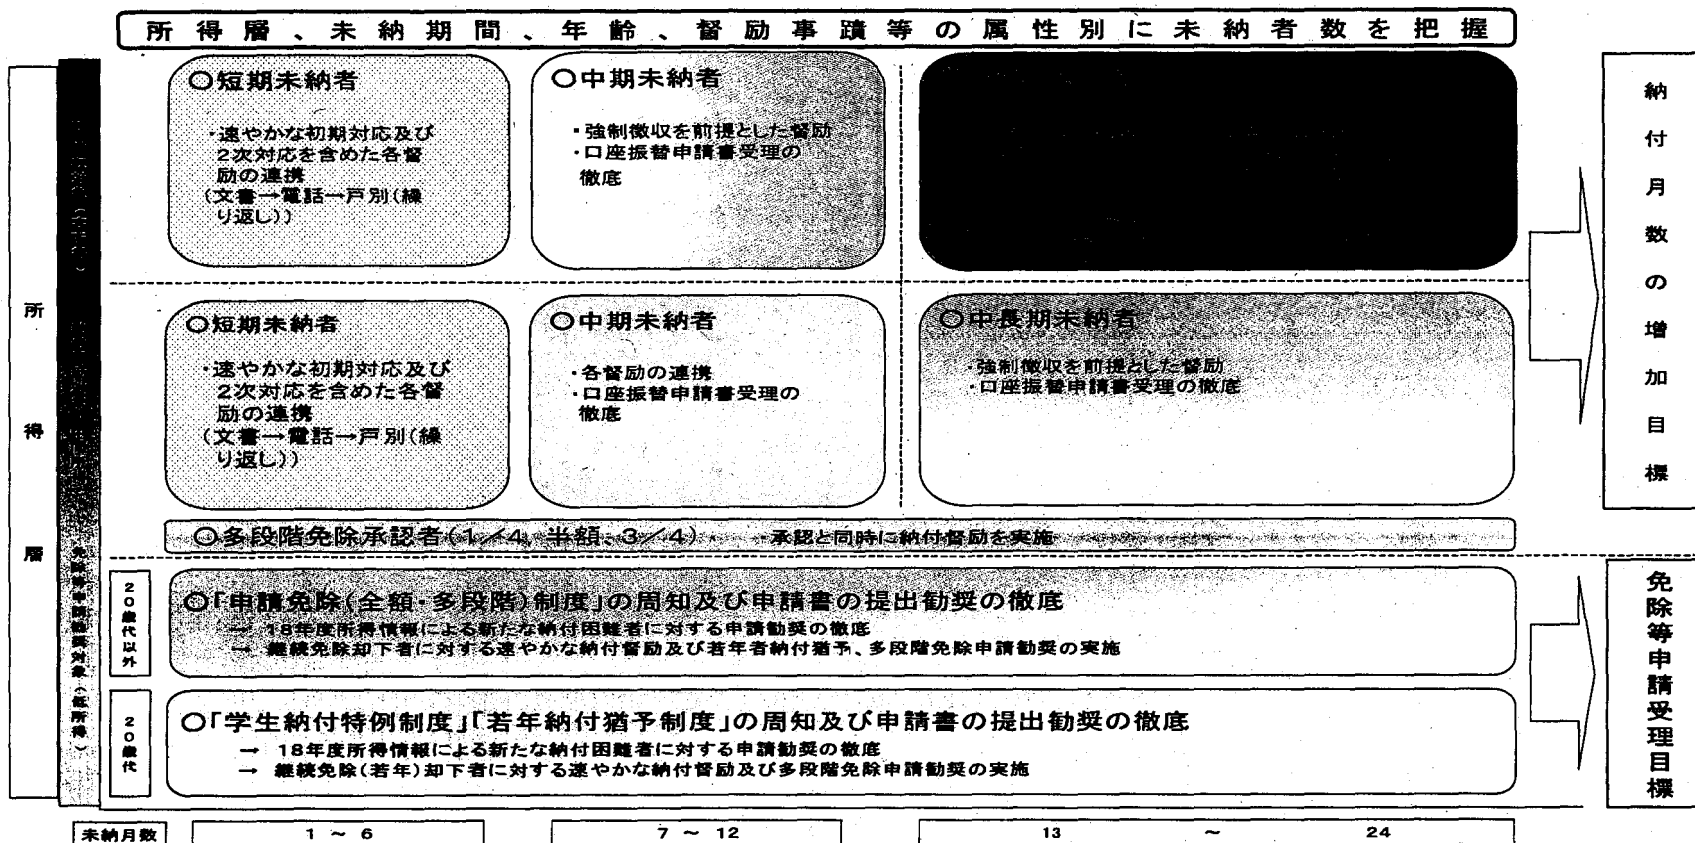 所得層、未納期間、年齢、督励事蹟等の属性別に未納者数を把握
所得層
○短期未納者
・速やかな初期対応及び
2次対応を含めた各督
励の連携
(文書→電話→戸別(繰
り返し))
○中期未納者
・強制徴収を前提とした督励
・口座振替申請書受理の
徹底
納付月数の増加目標
○短期未納者
・速やかな初期対応及び
2次対応を含めた各督
励の連携
(文書→電話→戸別(繰
り返し))
○中期未納者
・各督励の連携
・口座振替申請書受理の
徹底
○中長期未納者
・強制徴収を前提とした督励
・口座振替申請書受理の徹底
○多段階免除承認者(1/4、半額、3/4)
承認と同時に納付督励を実施
免除等申請勧奨対象(低所得)
20歳代以外
○「申請免除(全額・多段階)制度」の周知及び申請書の提出勧奨の徹底
→ 18年度所得情報による新たな納付困難者に対する申請勧奨の徹底
→ 継続免除却下者に対する速やかな納付督励及び若年者納付猶予、多段階免除申請勧奨の実施
免除等申請受理目標
20歳代
○「学生納付特例制度」「若年納付猶予制度」の周知及び申請書の提出勧奨の徹底
→ 18年度所得情報による新たな納付困難者に対する申請勧奨の徹底
→ 継続免除(若年)却下者に対する速やかな納付督励及び多段階免除申請勧奨の実施
未納月数
1 ～ 6
7 ～ 12
13 ～ 24